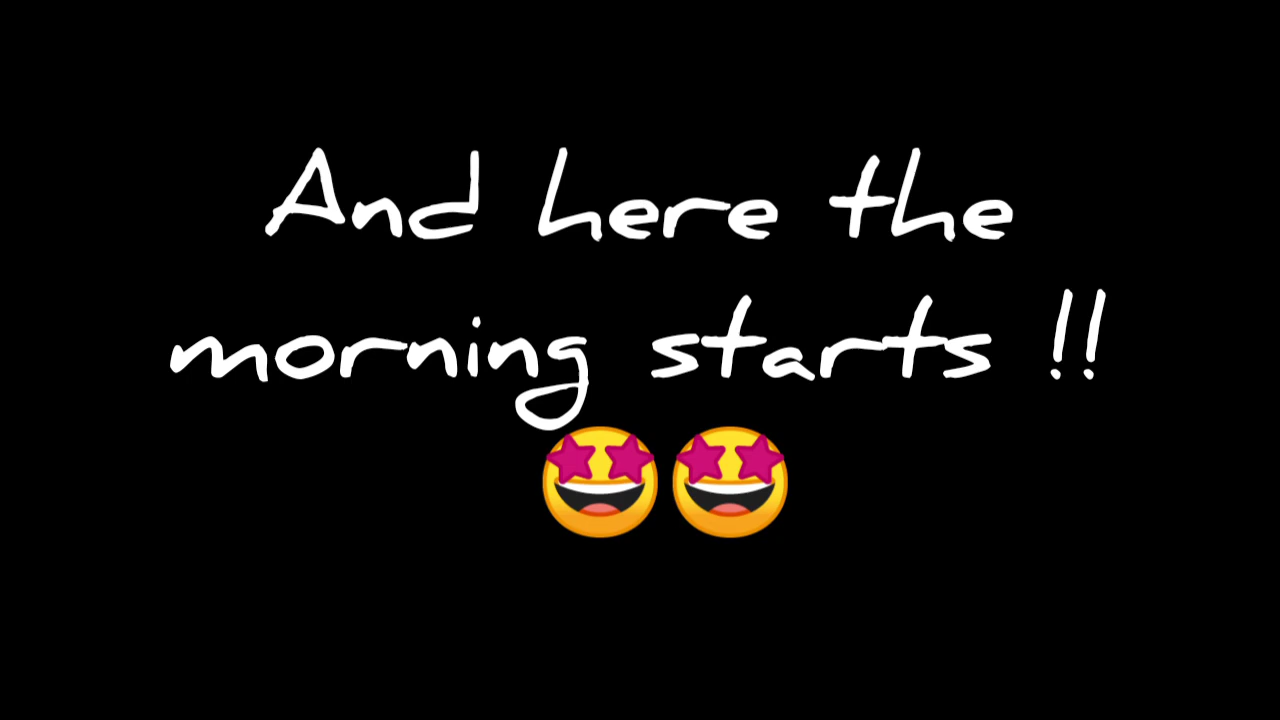 And here the
morning starts !!
🤩🤩